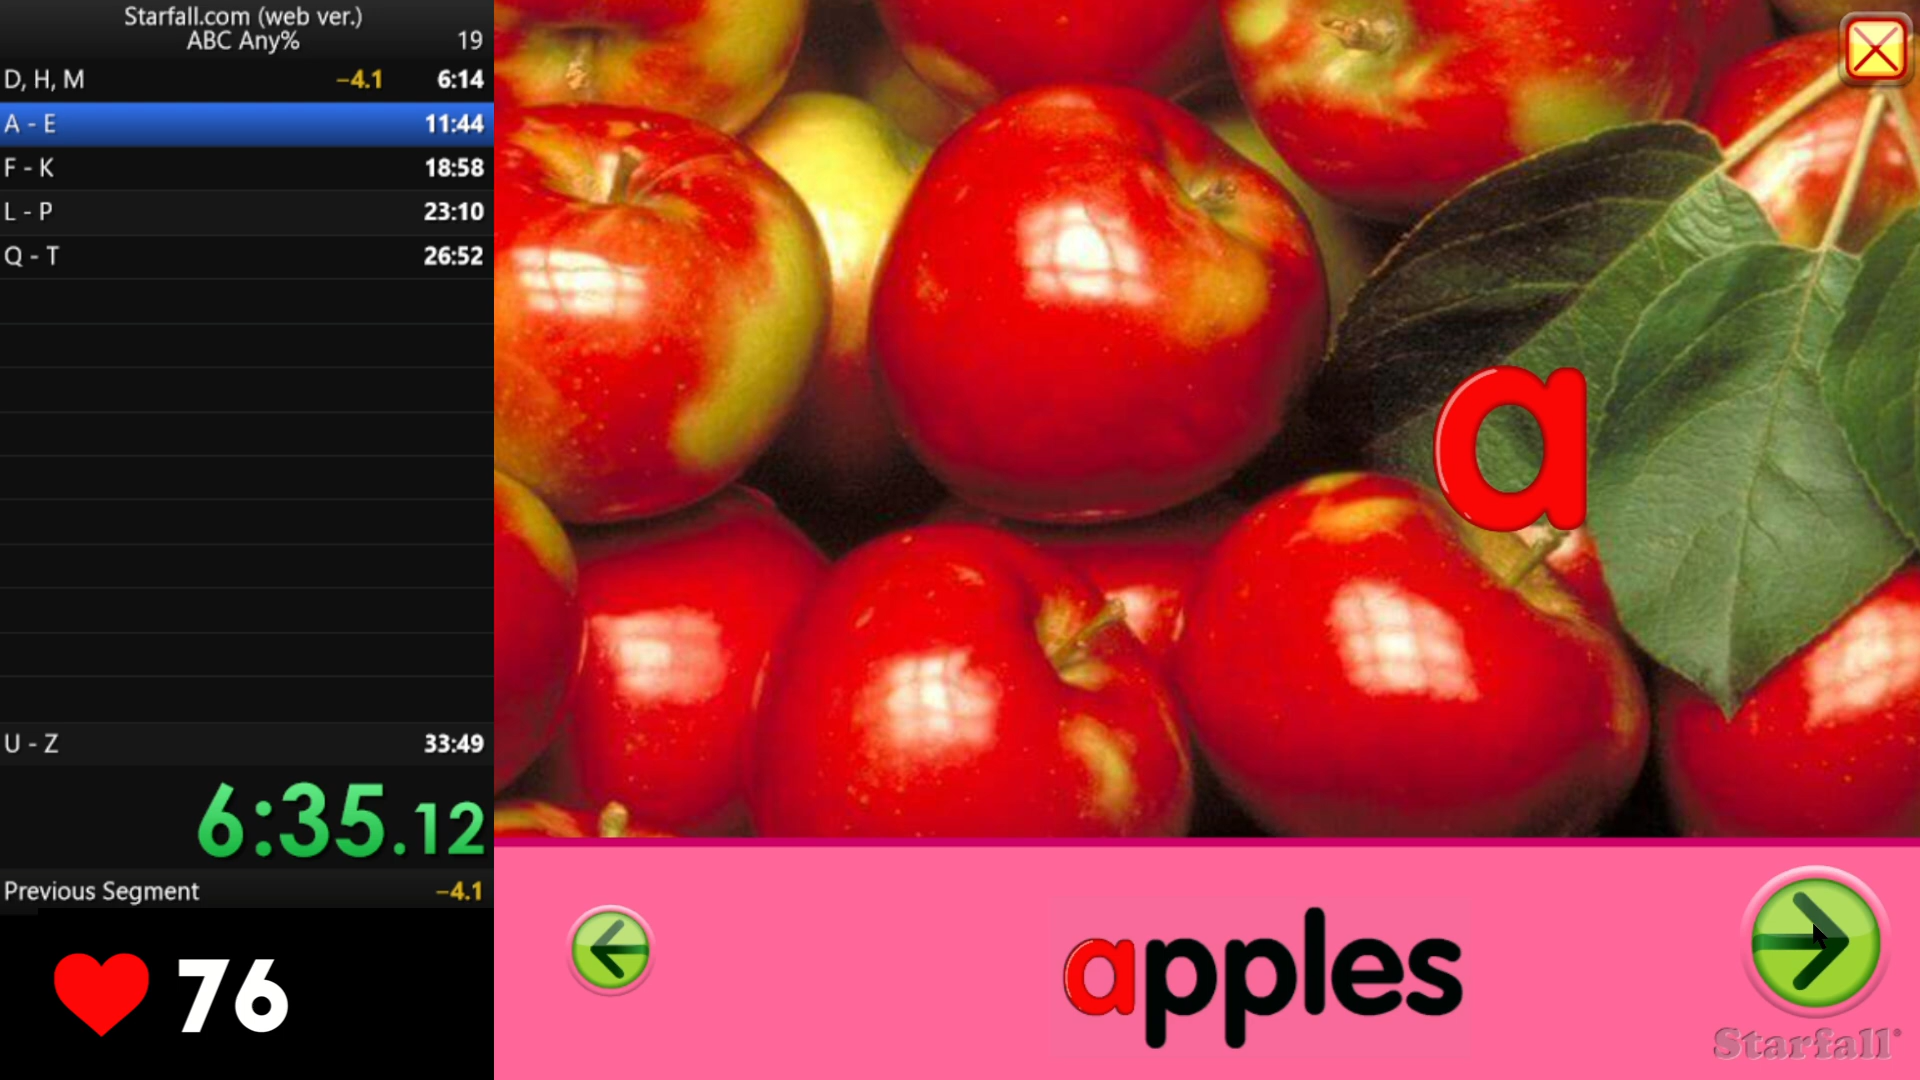 Starfall.com (web ver.)
ABC Any% 19
D, H, M −4.1 6:14
A - E 11:44
F - K 18:58
L - P 23:10
Q - T 26:52
U - Z 33:49
6:35.12
Previous Segment −4.1
76
a
apples
Starfall®